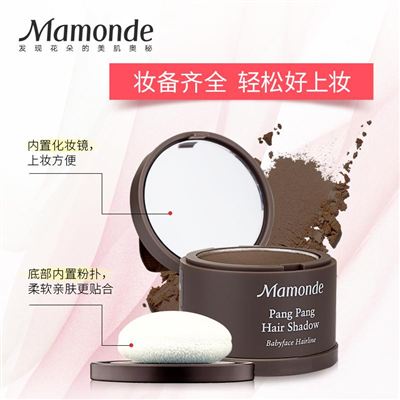 Mamonde
发现花朵的美肌奥秘
妆备齐全 轻松好上妆
内置化妆镜，
上妆方便
底部内置粉扑，
柔软亲肤更贴合
Mamonde
Pang Pang
Hair Shadow
Babyface Hairline